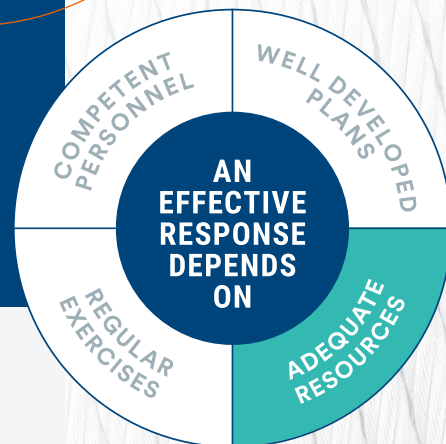 COMPETENT
PERSONNEL
WELL DEVELOPED
PLANS
AN
EFFECTIVE
RESPONSE
DEPENDS
ON
REGULAR
EXERCISES
ADEQUATE
RESOURCES